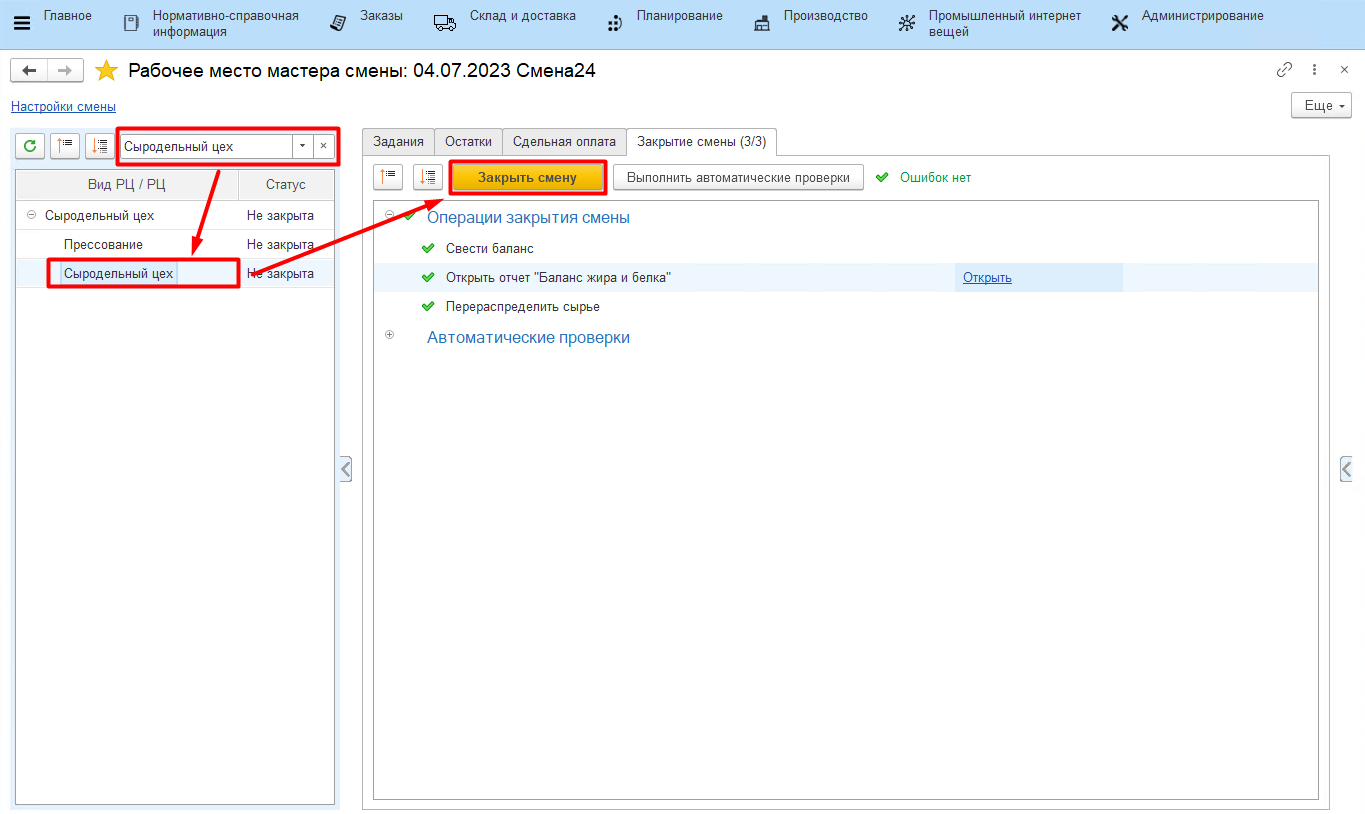 Главное
Нормативно-справочная
информация
Заказы
Склад и доставка
Планирование
Производство
Промышленный интернет
вещей
Администрирование
Рабочее место мастера смены: 04.07.2023 Смена24
Настройки смены
Еще
Сыродельный цех
Вид РЦ / РЦ
Статус
Сыродельный цех
Не закрыта
Прессование
Не закрыта
Сыродельный цех
Не закрыта
Задания
Остатки
Сдельная оплата
Закрытие смены (3/3)
Закрыть смену
Выполнить автоматические проверки
Ошибок нет
Операции закрытия смены
Свести баланс
Открыть отчет "Баланс жира и белка"
Открыть
Перераспределить сырье
Автоматические проверки